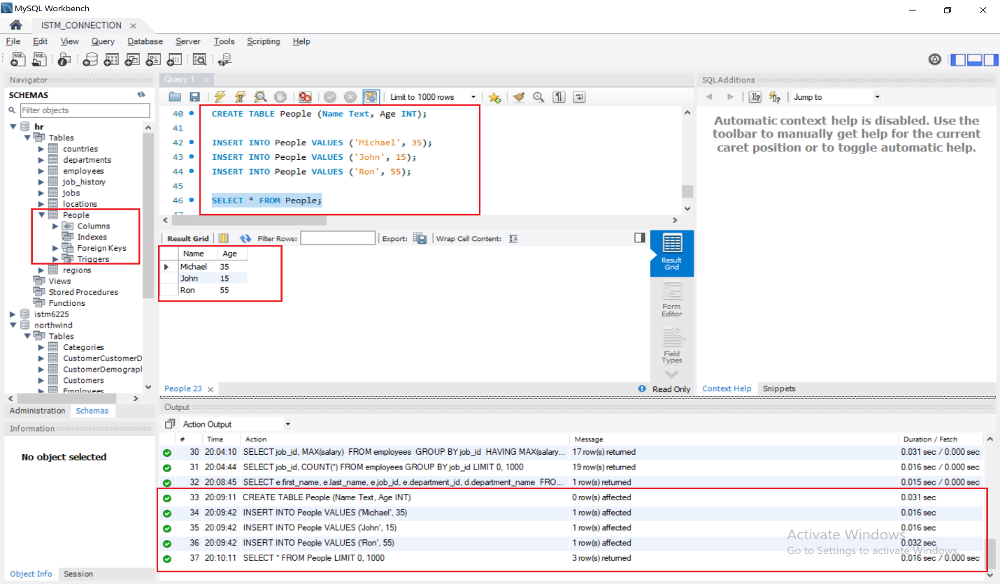 MySQL Workbench
ISTM_CONNECTION
File Edit View Query Database Server Tools Scripting Help
Navigator
SCHEMAS
Filter objects
hr
Tables
countries
departments
employees
job_history
jobs
locations
People
Columns
Indexes
Foreign Keys
Triggers
regions
Views
Stored Procedures
Functions
istm6225
northwind
Tables
Categories
CustomerCustomerD
CustomerDemograpl
Customers
Employees
Administration Schemas
Information
No object selected
Object Info Session
Query 1
Limit to 1000 rows
40 CREATE TABLE People (Name Text, Age INT);
41
42 INSERT INTO People VALUES ('Michael', 35);
43 INSERT INTO People VALUES ('John', 15);
44 INSERT INTO People VALUES ('Ron', 55);
45
46 SELECT * FROM People;
47
Result Grid Filter Rows: Export: Wrap Cell Content:
Name Age
Michael 35
John 15
Ron 55
Result
Grid
Form
Editor
Field
Types
People 23
Read Only
SQLAdditions
Jump to
Automatic context help is disabled. Use the
toolbar to manually get help for the current
caret position or to toggle automatic help.
Context Help Snippets
Output
Action Output
# Time Action Message Duration / Fetch
30 20:04:10 SELECT job_id, MAX(salary) FROM employees GROUP BY job_id HAVING MAX(salary... 17 row(s) returned 0.031 sec / 0.000 sec
31 20:04:44 SELECT job_id, COUNT(*) FROM employees GROUP BY job_id LIMIT 0, 1000 19 row(s) returned 0.016 sec / 0.000 sec
32 20:08:45 SELECT e.first_name, e.last_name, e.job_id, e.department_id, d.department_name FRO... 1 row(s) returned 0.015 sec / 0.000 sec
33 20:09:11 CREATE TABLE People (Name Text, Age INT) 0 row(s) affected 0.031 sec
34 20:09:42 INSERT INTO People VALUES ('Michael', 35) 1 row(s) affected 0.016 sec
35 20:09:42 INSERT INTO People VALUES ('John', 15) 1 row(s) affected 0.016 sec
36 20:09:42 INSERT INTO People VALUES ('Ron', 55) 1 row(s) affected 0.032 sec
37 20:10:11 SELECT * FROM People LIMIT 0, 1000 3 row(s) returned 0.016 sec / 0.000 sec
Activate Windows
Go to Settings to activate Windows.